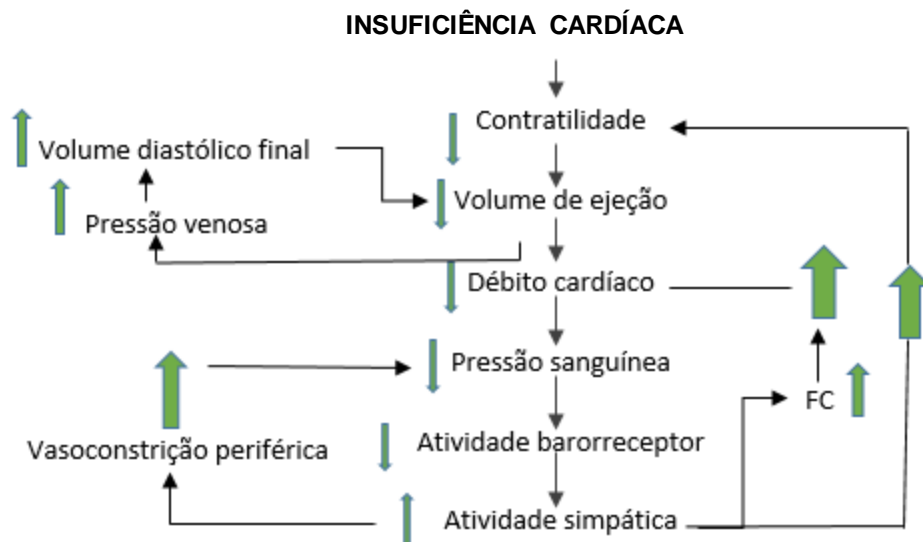 INSUFICIÊNCIA CARDÍACA
Contratilidade
Volume diastólico final
Volume de ejeção
Pressão venosa
Débito cardíaco
Pressão sanguínea
FC
Vasoconstrição periférica
Atividade barorreceptor
Atividade simpática